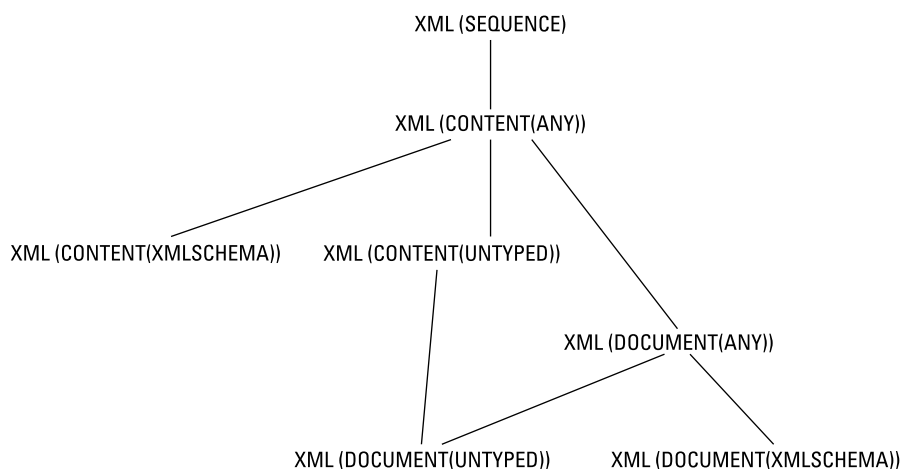 XML (SEQUENCE)
XML (CONTENT(ANY))
XML (CONTENT(XMLSCHEMA))
XML (CONTENT(UNTYPED))
XML (DOCUMENT(ANY))
XML (DOCUMENT(UNTYPED))
XML (DOCUMENT(XMLSCHEMA))